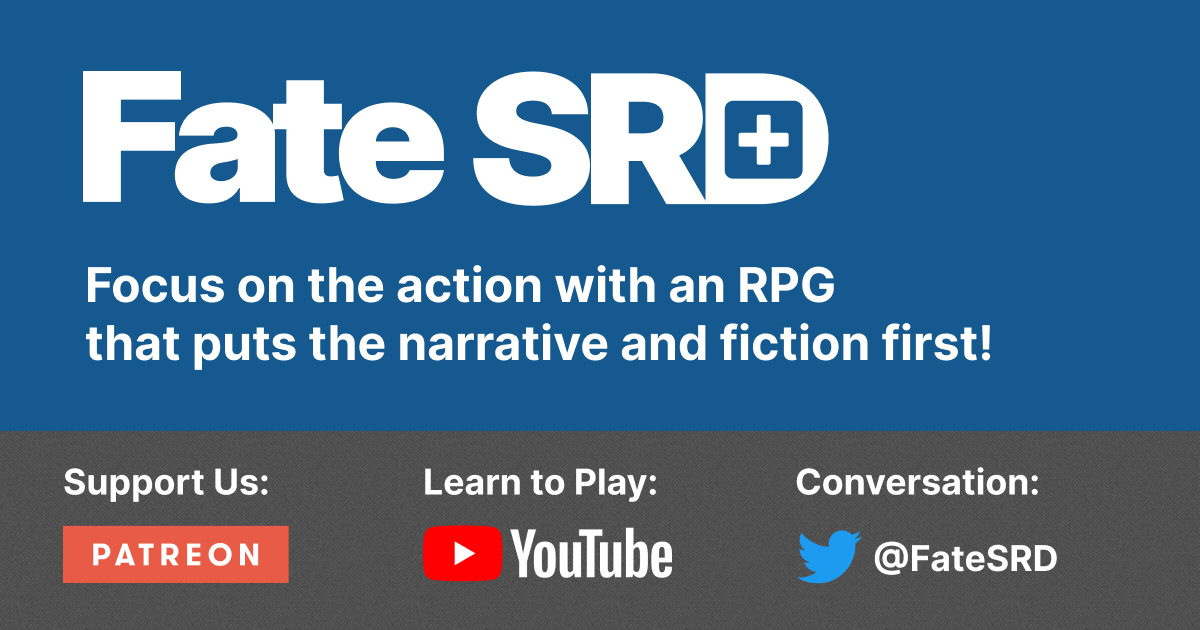 Fate SRD
Focus on the action with an RPG
that puts the narrative and fiction first!
Support Us:
PATREON
Learn to Play:
YouTube
Conversation:
@FateSRD